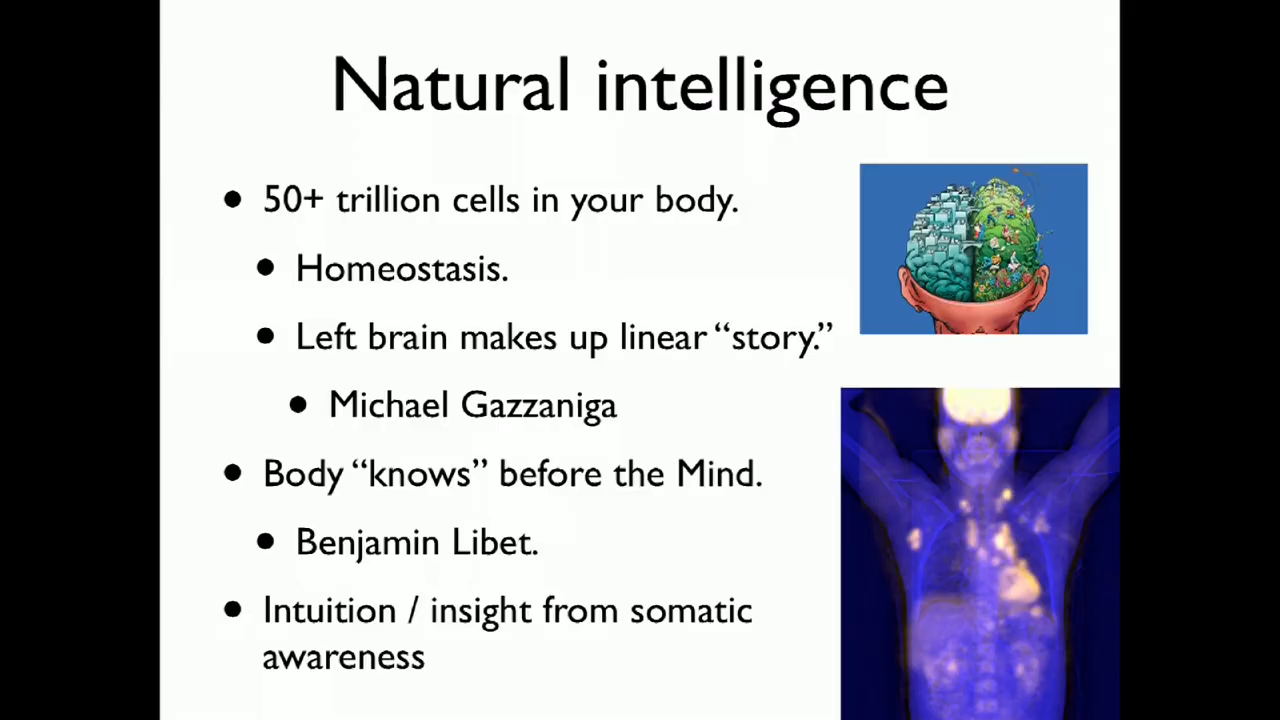 Natural intelligence
• 50+ trillion cells in your body.
• Homeostasis.
• Left brain makes up linear “story.”
• Michael Gazzaniga
• Body “knows” before the Mind.
• Benjamin Libet.
• Intuition / insight from somatic
awareness